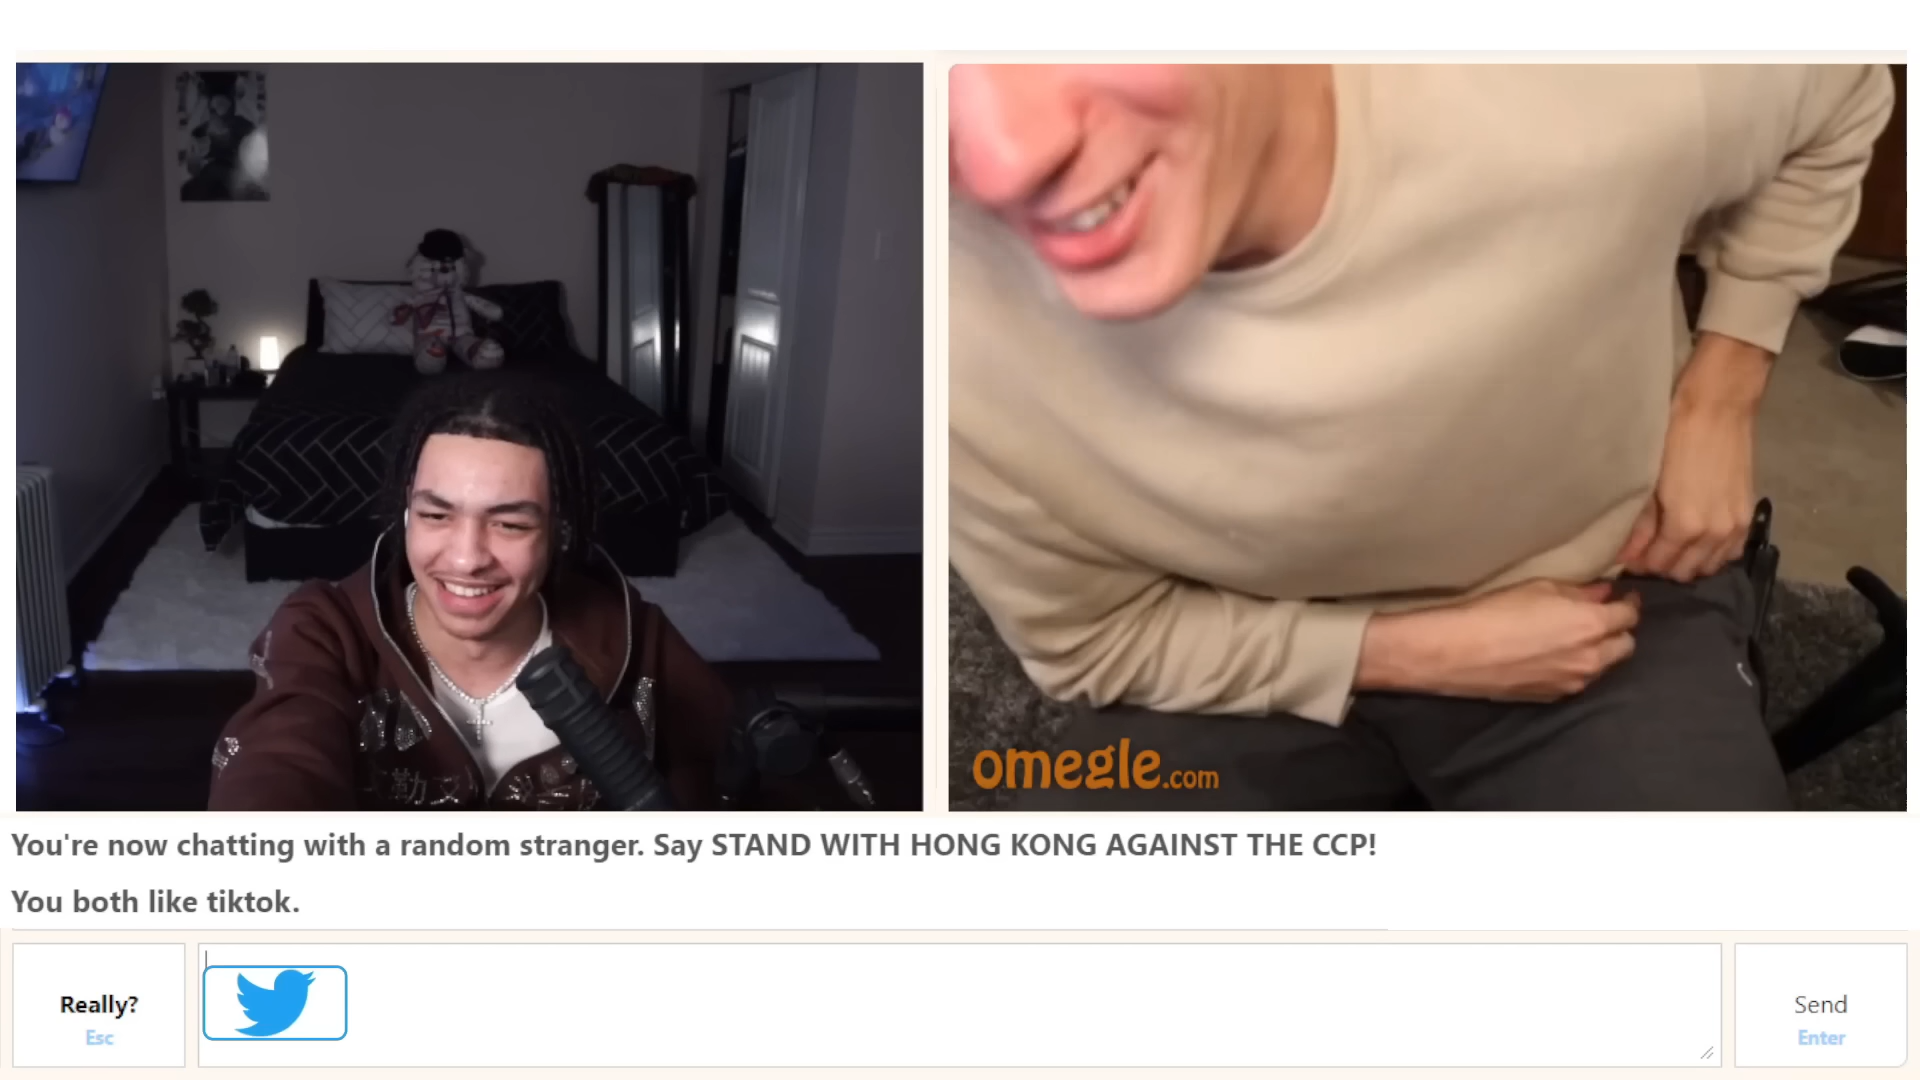 omegle.com
You're now chatting with a random stranger. Say STAND WITH HONG KONG AGAINST THE CCP!
You both like tiktok.
Really?
Esc
Send
Enter